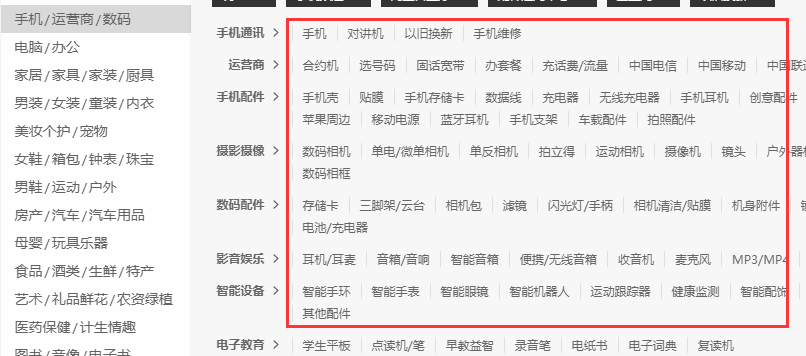 手机/运营商/数码
电脑/办公
家居/家具/家装/厨具
男装/女装/童装/内衣
美妆个护/宠物
女鞋/箱包/钟表/珠宝
男鞋/运动/户外
房产/汽车/汽车用品
母婴/玩具乐器
食品/酒类/生鲜/特产
艺术/礼品鲜花/农资绿植
医药保健/计生情趣
图书/音像/电子书
手机通讯 > 手机 对讲机 以旧换新 手机维修
运营商 > 合约机 选号码 固话宽带 办套餐 充话费/流量 中国电信 中国移动 中国联
手机配件 > 手机壳 贴膜 手机存储卡 数据线 充电器 无线充电器 手机耳机 创意配件
苹果周边 移动电源 蓝牙耳机 手机支架 车载配件 拍照配件
摄影摄像 > 数码相机 单电/微单相机 单反相机 拍立得 运动相机 摄像机 镜头 户外器
数码相框
数码配件 > 存储卡 三脚架/云台 相机包 滤镜 闪光灯/手柄 相机清洁/贴膜 机身附件
电池/充电器
影音娱乐 > 耳机/耳麦 音箱/音响 智能音箱 便携/无线音箱 收音机 麦克风 MP3/MP4
智能设备 > 智能手环 智能手表 智能眼镜 智能机器人 运动跟踪器 健康监测 智能配饰
其他配件
电子教育 > 学生平板 点读机/笔 早教益智 录音笔 电纸书 电子词典 复读机